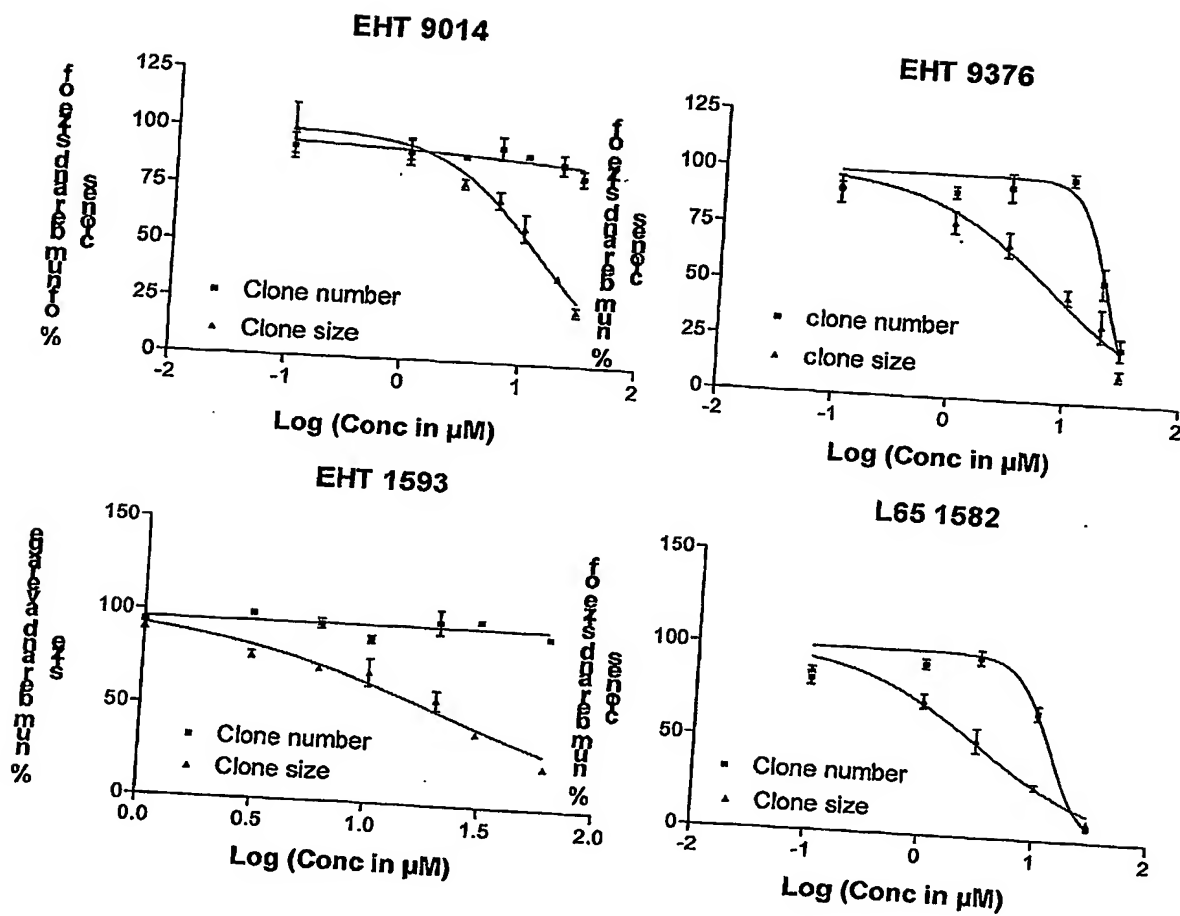 EHT 9014
125
100
75
50
25
0
Clone number
Clone size
-2
-1
0
1
2
Log (Conc in µM)
%
EHT 9376
125
100
75
50
25
0
clone number
clone size
-2
-1
0
1
2
Log (Conc in µM)
%
EHT 1593
150
100
50
0
Clone number
Clone size
0.0
0.5
1.0
1.5
2.0
Log (Conc in µM)
%
L65 1582
150
100
50
0
Clone number
Clone size
-2
-1
0
1
2
Log (Conc in µM)
%